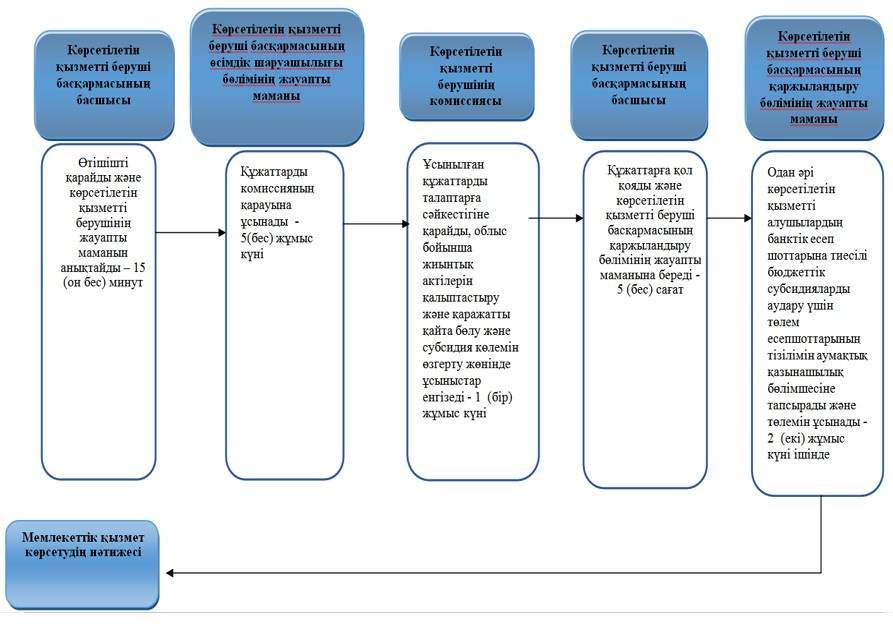 Көрсетілетін
қызметті беруші
басқармасының
басшысы
Көрсетілетін қызметті
беруші басқармасының
өсімдік шаруашылығы
бөлімінің жауапты
маманы
Көрсетілетін
қызметті
берушінің
комиссиясы
Көрсетілетін
қызметті беруші
басқармасының
басшысы
Көрсетілетін
қызметті беруші
басқармасының
қаржыландыру
бөлімінің жауапты
маманы
Өтішішті
қарайды және
көрсетілетін
қызметті
берушінің
жауапты
маманын
анықтайды – 15
(он бес) минут
Құжаттарды
комиссияның
қарауына
ұсынады -
5(бес) жұмыс
күні
Ұсынылған
құжаттарды
талаптарға
сәйкестігіне
қарайды, облыс
бойынша
жиынтық
актілерін
қалыптастыру
және қаражатты
қайта бөлу және
субсидия көлемін
өзгерту жөнінде
ұсыныстар
енгізеді - 1 (бір)
жұмыс күні
Құжаттарға қол
қояды және
көрсетілетін
қызметті беруші
басқармасының
қаржыландыру
бөлімінің жауапты
маманына береді -
5 (бес) сағат
Одан әрі
көрсетілетін
қызметті
алушылардың
банктік есеп
шоттарына тиесілі
бюджеттік
субсидияларды
аудару үшін
төлем
есепшоттарының
тізілімін аумақтық
қазынашылық
бөлімшесіне
тапсырады және
төлемін ұсынады -
2 (екі) жұмыс
күні ішінде
Мемлекеттік қызмет
көрсетудің нәтижесі